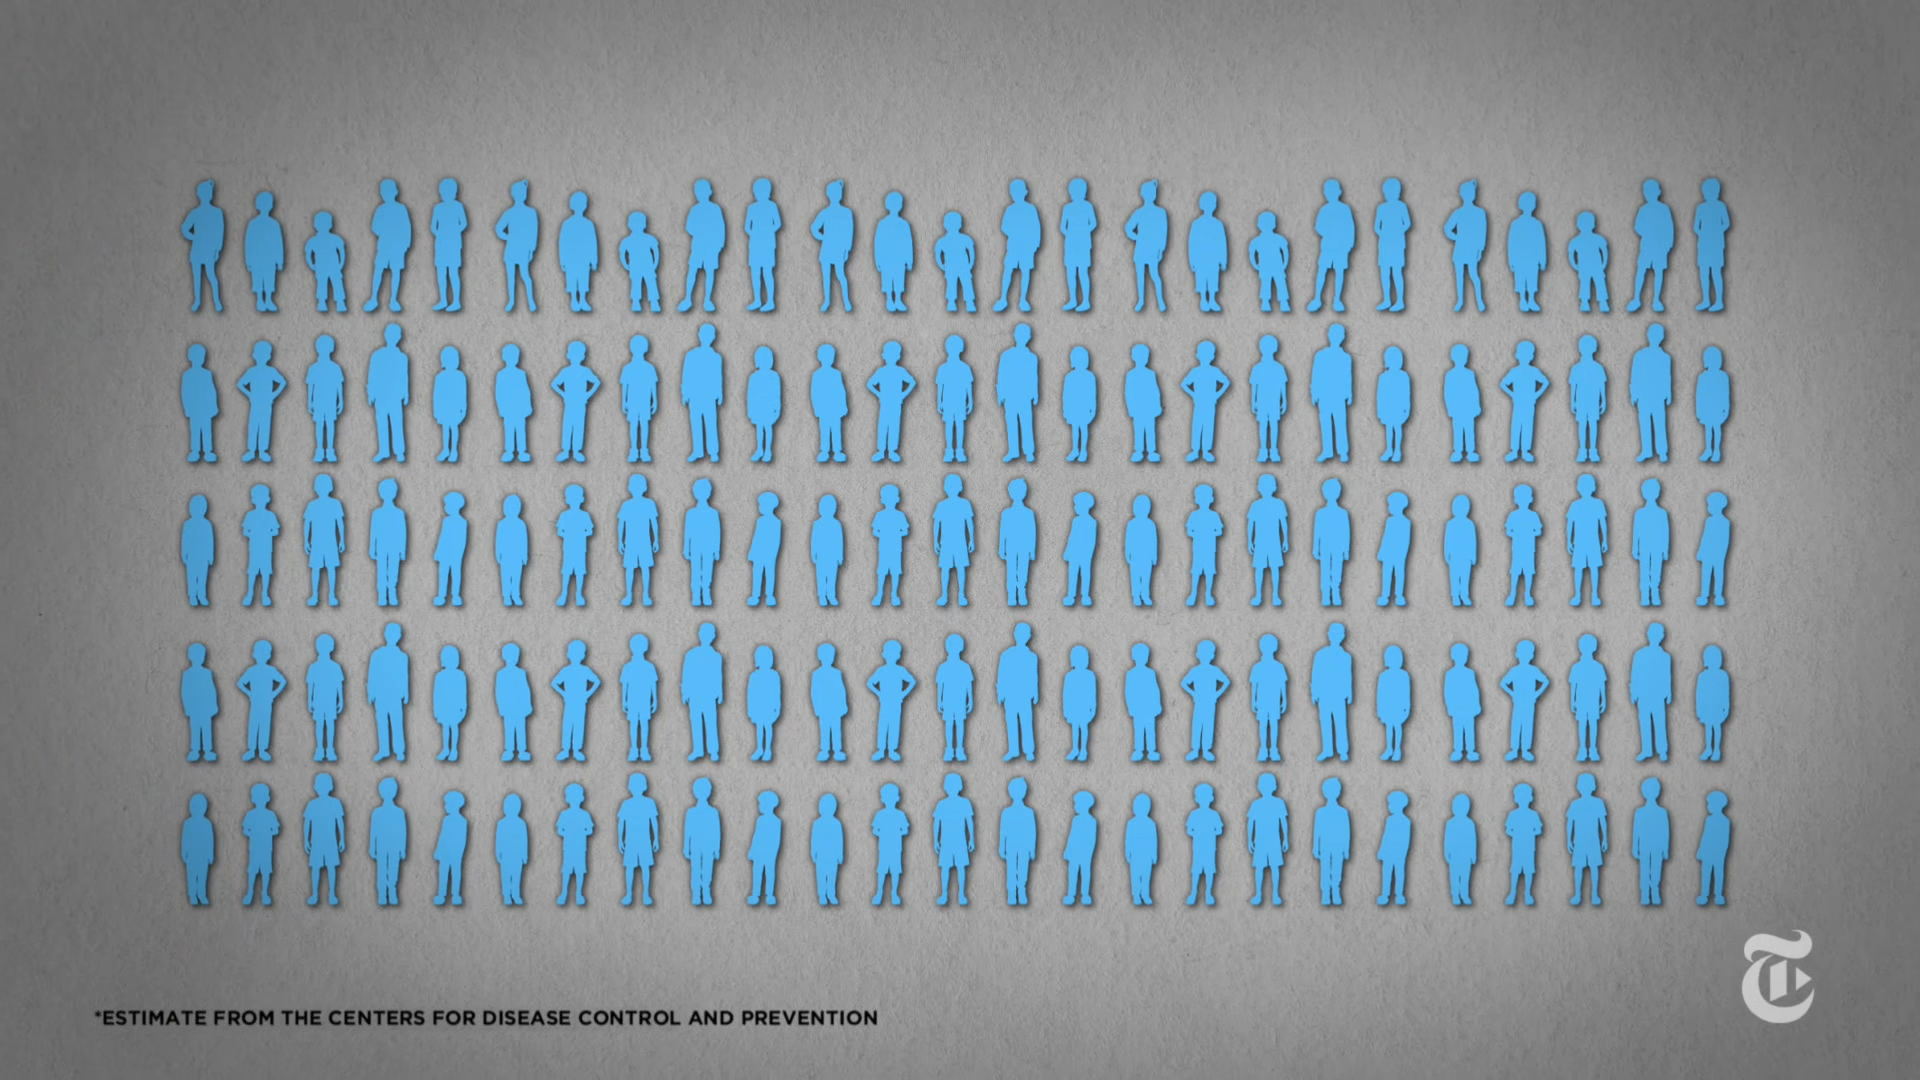 *ESTIMATE FROM THE CENTERS FOR DISEASE CONTROL AND PREVENTION